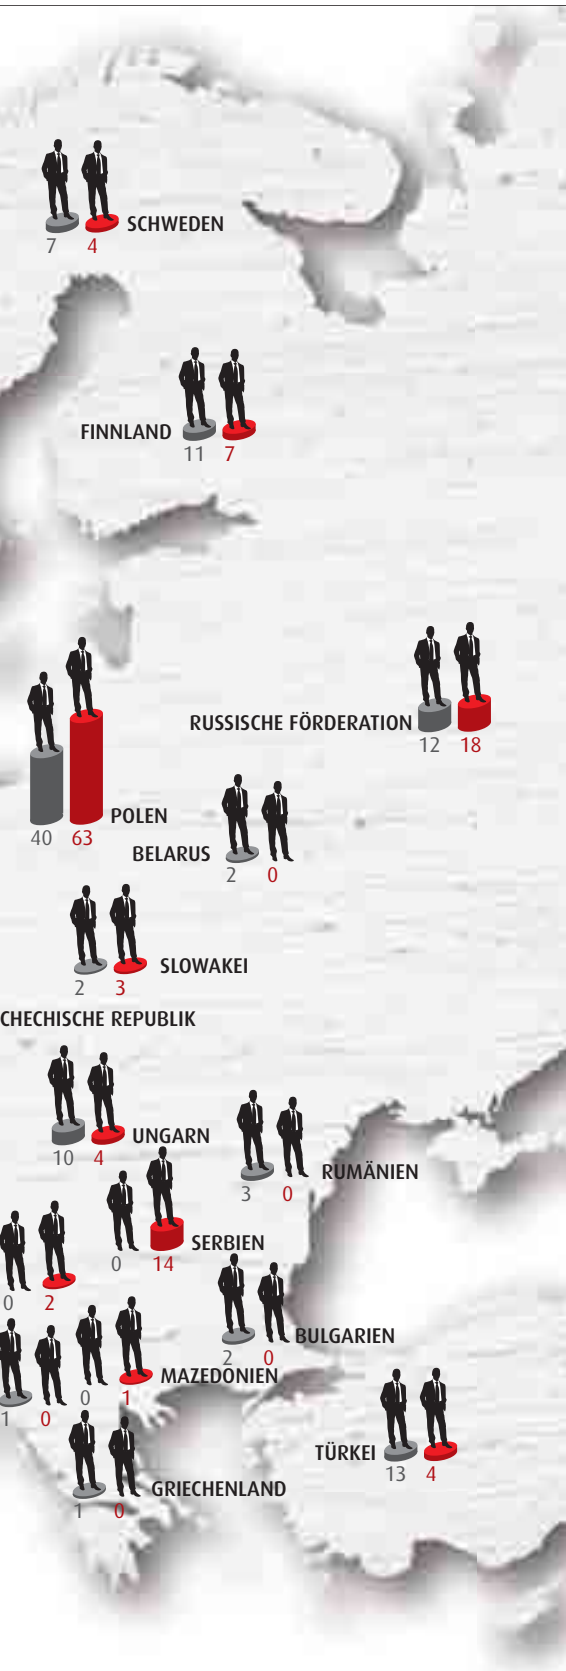 SCHWEDEN
7 4
FINNLAND
11 7
RUSSISCHE FÖRDERATION
12 18
POLEN
40 63
BELARUS
2 0
SLOWAKEI
2 3
CHECHISCHE REPUBLIK
UNGARN
10 4
RUMÄNIEN
3 0
SERBIEN
0 14
0 2
BULGARIEN
2 0
MAZEDONIEN
0 1
1 0
TÜRKEI
13 4
GRIECHENLAND
1 0